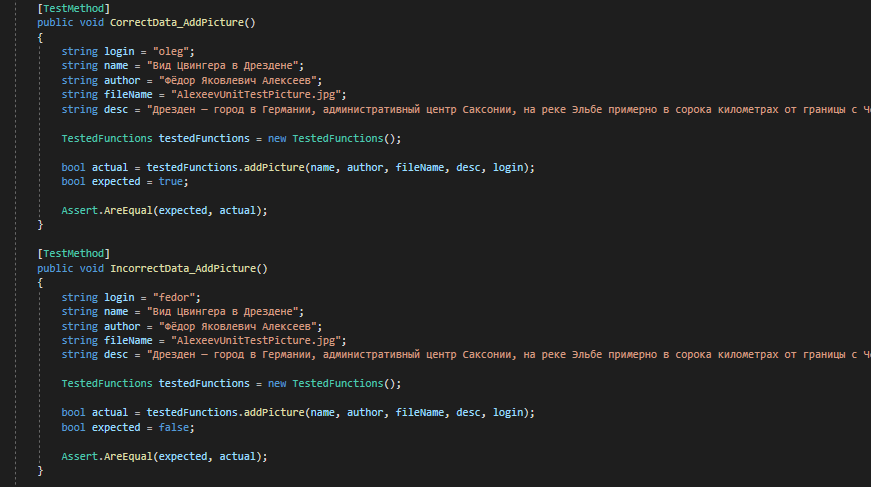 [TestMethod]
public void CorrectData_AddPicture()
{
string login = "oleg";
string name = "Вид Цвингера в Дрездене";
string author = "Фёдор Яковлевич Алексеев";
string fileName = "AlexeevUnitTestPicture.jpg";
string desc = "Дрезден — город в Германии, административный центр Саксонии, на реке Эльбе примерно в сорока километрах от границы с Ч
TestedFunctions testedFunctions = new TestedFunctions();
bool actual = testedFunctions.addPicture(name, author, fileName, desc, login);
bool expected = true;
Assert.AreEqual(expected, actual);
}
[TestMethod]
public void IncorrectData_AddPicture()
{
string login = "fedor";
string name = "Вид Цвингера в Дрездене";
string author = "Фёдор Яковлевич Алексеев";
string fileName = "AlexeevUnitTestPicture.jpg";
string desc = "Дрезден — город в Германии, административный центр Саксонии, на реке Эльбе примерно в сорока километрах от границы с Ч
TestedFunctions testedFunctions = new TestedFunctions();
bool actual = testedFunctions.addPicture(name, author, fileName, desc, login);
bool expected = false;
Assert.AreEqual(expected, actual);
}